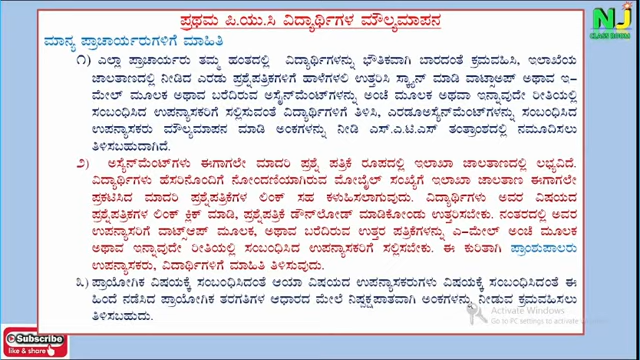 ಪ್ರಥಮ ಪಿ.ಯು.ಸಿ ವಿದ್ಯಾರ್ಥಿಗಳ ಮೌಲ್ಯಮಾಪನ
NJ
CLASS ROOM
ಮಾನ್ಯ ಪ್ರಾಚಾರ್ಯರುಗಳಿಗೆ ಮಾಹಿತಿ
೧) ಎಲ್ಲಾ ಪ್ರಾಚಾರ್ಯರು ತಮ್ಮ ಹಂತದಲ್ಲಿ ವಿದ್ಯಾರ್ಥಿಗಳನ್ನು ಭೌತಿಕವಾಗಿ ಬಾರದಂತೆ ಕ್ರಮವಹಿಸಿ, ಇಲಾಖೆಯ
ಜಾಲತಾಣದಲ್ಲಿ ನೀಡಿದ ಎರಡು ಪ್ರಶ್ನೆಪತ್ರಿಕೆಗಳಿಗೆ ಹಾಳೆಗಳಲಿ ಉತ್ತರಿಸಿ ಸ್ಕ್ಯಾನ್ ಮಾಡಿ ವಾಟ್ಸಾಪ್ ಅಥವಾ ಇ-
ಮೇಲ್ ಮೂಲಕ ಅಥವಾ ಬರೆದಿರುವ ಅಸೈನ್‌ಮೆಂಟ್‌ಗಳನ್ನು ಅಂಚೆ ಮೂಲಕ ಅಥವಾ ಇನ್ನಾವುದೇ ರೀತಿಯಲ್ಲಿ
ಸಂಬಂಧಿಸಿದ ಉಪನ್ಯಾಸಕರಿಗೆ ಸಲ್ಲಿಸುವಂತೆ ವಿದ್ಯಾರ್ಥಿಗಳಿಗೆ ತಿಳಿಸಿ, ಎರಡೂಅಸೈನ್‌ಮೆಂಟ್‌ಗಳನ್ನು ಸಂಬಂಧಿಸಿದ
ಉಪನ್ಯಾಸಕರು ಮೌಲ್ಯಮಾಪನ ಮಾಡಿ ಅಂಕಗಳನ್ನು ನೀಡಿ ಎಸ್.ಎ.ಟಿ.ಎಸ್ ತಂತ್ರಾಂಶದಲ್ಲಿ ನಮೂದಿಸಲು
ತಿಳಿಸಬಹುದಾಗಿದೆ.
೨) ಅಸ್ಯೆನ್‌ಮೆಂಟ್‌ಗಳು ಈಗಾಗಲೇ ಮಾದರಿ ಪ್ರಶ್ನೆ ಪತ್ರಿಕೆ ರೂಪದಲ್ಲಿ ಇಲಾಖಾ ಜಾಲತಾಣದಲ್ಲಿ ಲಭ್ಯವಿದೆ.
ವಿದ್ಯಾರ್ಥಿಗಳು ಹೆಸರಿನೊಂದಿಗೆ ನೋಂದಣಿಯಾಗಿರುವ ಮೋಬೈಲ್ ಸಂಖ್ಯೆಗೆ ಇಲಾಖಾ ಜಾಲತಾಣ ಈಗಾಗಲೇ
ಪ್ರಕಟಿಸಿದ ಮಾದರಿ ಪ್ರಶ್ನೆಪತ್ರಿಕೆಗಳ ಲಿಂಕ್ ಸಹ ಕಳುಹಿಸಲಾಗುವುದು. ವಿದ್ಯಾರ್ಥಿಗಳು ಅವರ ವಿಷಯದ
ಪ್ರಶ್ನೆಪತ್ರಿಕೆಗಳ ಲಿಂಕ್ ಕ್ಲಿಕ್ ಮಾಡಿ, ಪ್ರಶ್ನೆಪತ್ರಿಕೆ ಡೌನ್‌ಲೋಡ್ ಮಾಡಿಕೋಂಡು ಉತ್ತರಿಸಬೇಕು. ನಂತರದಲ್ಲಿ ಅವರ
ಉಪನ್ಯಾಸರಿಗೆ ವಾಟ್ಸ್‌ಆಪ್ ಮೂಲಕ, ಅಥವಾ ಬರೆದಿರುವ ಉತ್ತರ ಪತ್ರಿಕೆಗಳನ್ನು ಎ-ಮೇಲ್ ಅಂಚೆ ಮೂಲಕ
ಅಥವಾ ಇನ್ನಾವುದೇ ರೀತಿಯಲ್ಲಿ ಸಂಬಂಧಿಸಿದ ಉಪನ್ಯಾಸಕರಿಗೆ ಸಲ್ಲಿಸಬೇಕು. ಈ ಕುರಿತಾಗಿ ಪ್ರಾಂಶುಪಾಲರು
ಉಪನ್ಯಾಸಕರು, ವಿದ್ಯಾರ್ಥಿಗಳಿಗೆ ಮಾಹಿತಿ ತಿಳಿಸುವುದು.
೩.) ಪ್ರಾಯೋಗಿಕ ವಿಷಯಕ್ಕೆ ಸಂಬಂಧಿಸಿದಂತೆ ಆಯಾ ವಿಷಯದ ಉಪನ್ಯಾಸಕರುಗಳು ವಿಷಯಕ್ಕೆ ಸಂಬಂಧಿಸಿದಂತೆ ಈ
ಹಿಂದೆ ನಡೆಸಿದ ಪ್ರಾಯೋಗಿಕ ತರಗತಿಗಳ ಆಧಾರದ ಮೇಲೆ ನಿಷ್ಪಕ್ಷಪಾತವಾಗಿ ಅಂಕಗಳನ್ನು ನೀಡುವ ಕ್ರಮವಹಿಸಲು
ತಿಳಿಸಬಹುದು.
Activate Windows
Go to PC settings to activate Windows.
SUBSCRIBE
like & share